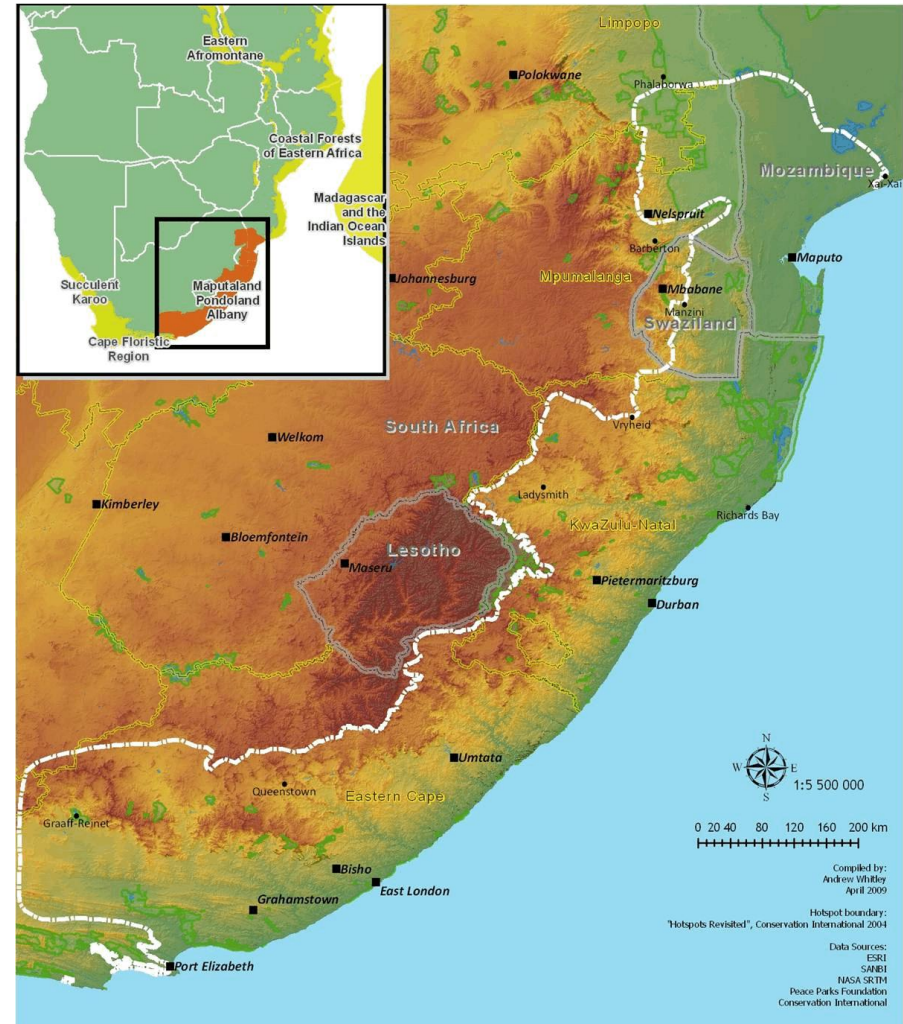 Eastern
Afromontane
Coastal Forests
of Eastern Africa
Madagascar
and the
Indian Ocean
Islands
Succulent
Karoo
Maputaland
Pondoland
Albany
Cape Floristic
Region
Limpopo
Polokwane
Phalaborwa
Mozambique
Xai-Xai
Nelspruit
Barberton
Maputo
Mpumalanga
Johannesburg
Mbabane
Manzini
Swaziland
South Africa
Vryheid
Welkom
Ladysmith
Kimberley
Richards Bay
KwaZulu-Natal
Bloemfontein
Lesotho
Maseru
Pietermaritzburg
Durban
Umtata
Queenstown
Eastern Cape
Graaff-Reinet
Bisho
East London
Grahamstown
Port Elizabeth
N
W E
S
1:5 500 000
0 20 40 80 120 160 200 km
Compiled by:
Andrew Whitley
April 2009
Hotspot boundary:
"Hotspots Revisited", Conservation International 2004
Data Sources:
ESRI
SANBI
NASA SRTM
Peace Parks Foundation
Conservation International